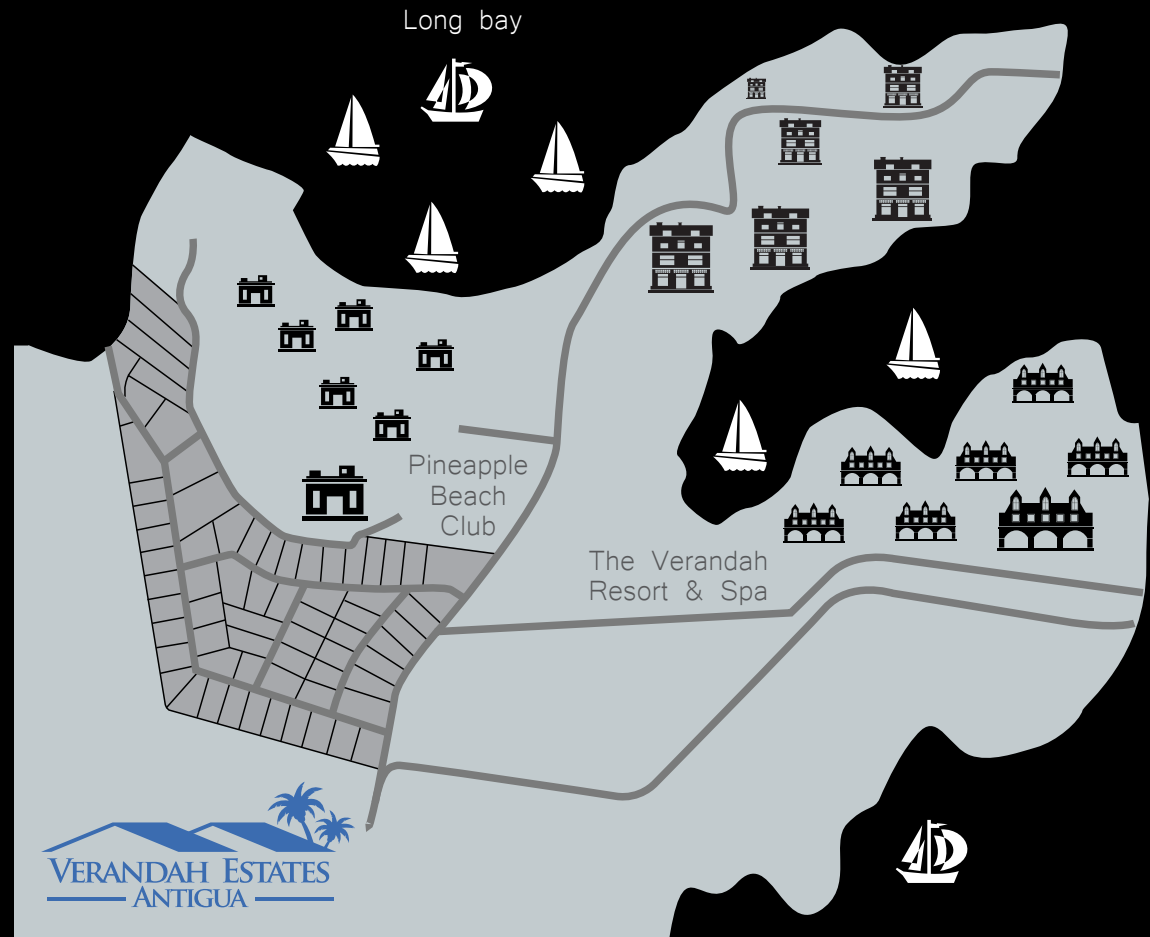 Long bay
Pineapple
Beach
Club
The Verandah
Resort & Spa
VERANDAH ESTATES
ANTIGUA